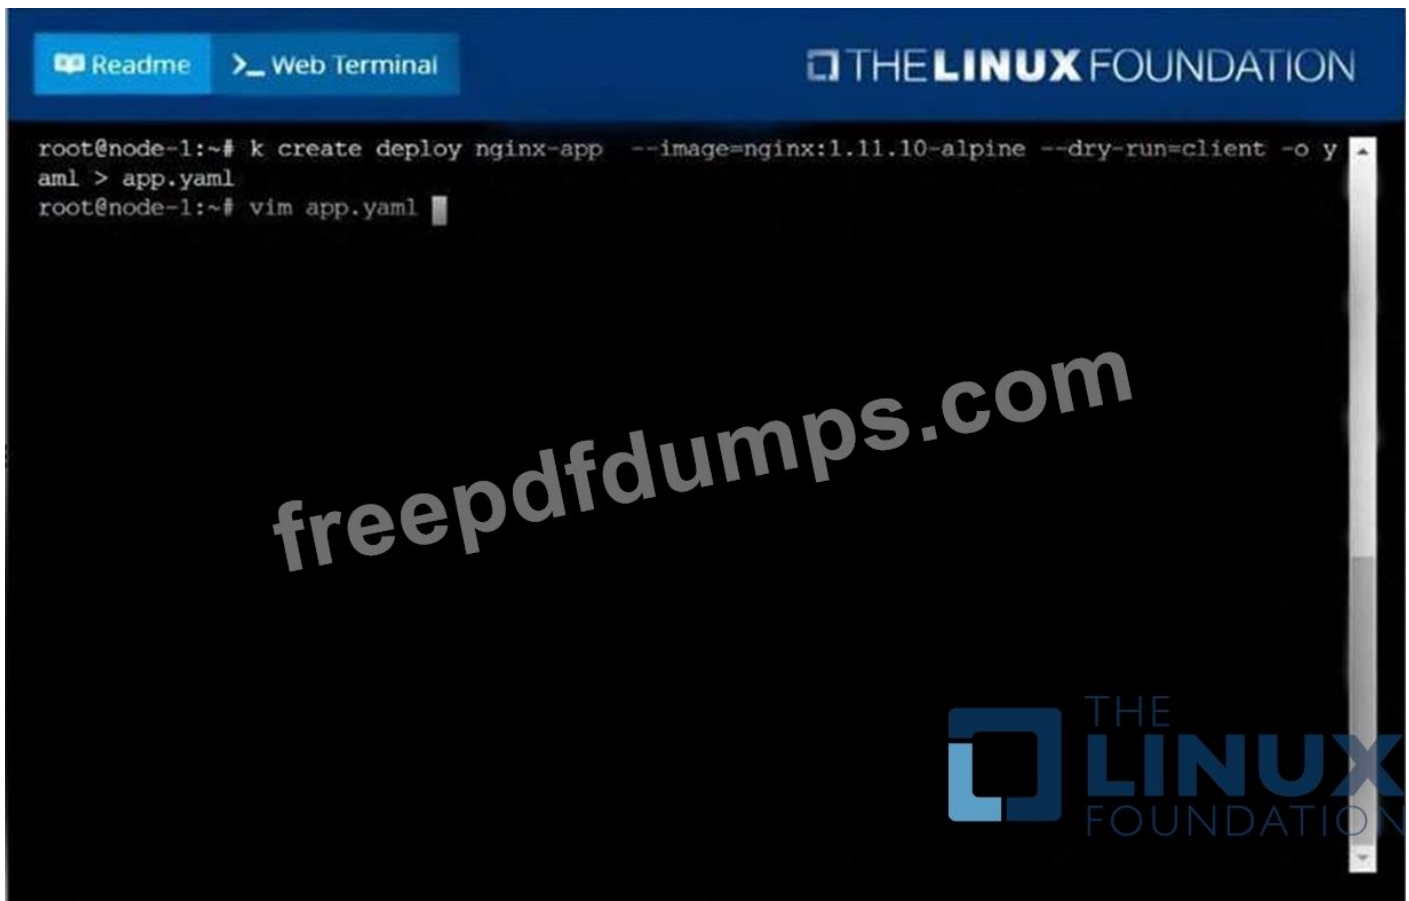 Readme
>_ Web Terminal
THE LINUX FOUNDATION
root@node-1:~# k create deploy nginx-app  --image=nginx:1.11.10-alpine --dry-run=client -o y
aml > app.yaml
root@node-1:~# vim app.yaml
freepdfdumps.com
THE
LINUX
FOUNDATION